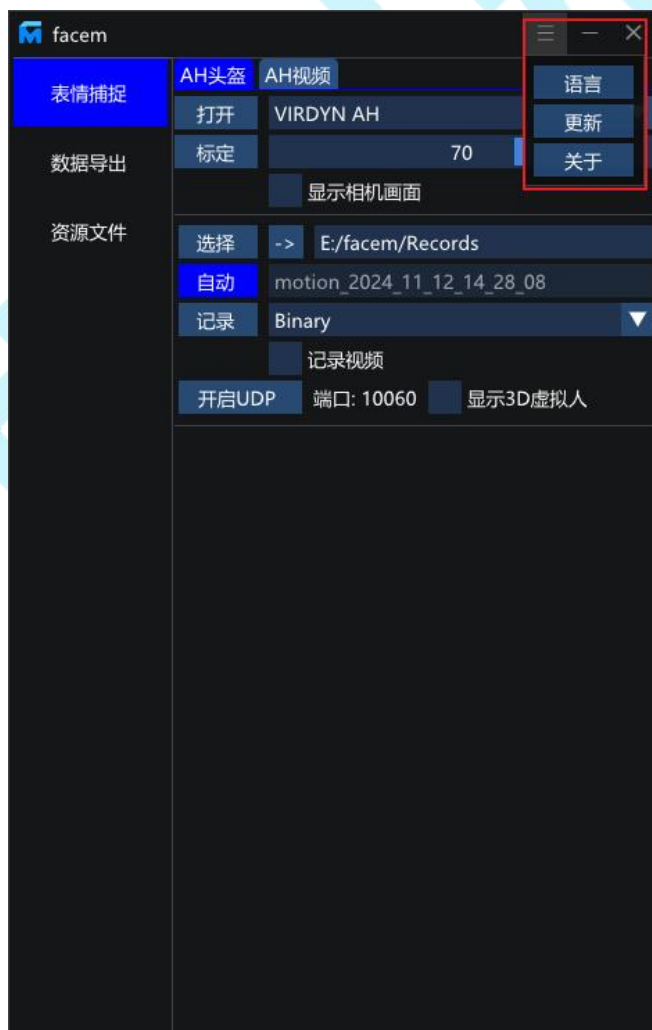 facem
表情捕捉
数据导出
资源文件
AH头盔 AH视频
打开 VIRDYN AH
标定 70
显示相机画面
选择 -> E:/facem/Records
自动 motion_2024_11_12_14_28_08
记录 Binary
记录视频
开启UDP 端口: 10060 显示3D虚拟人
语言
更新
关于